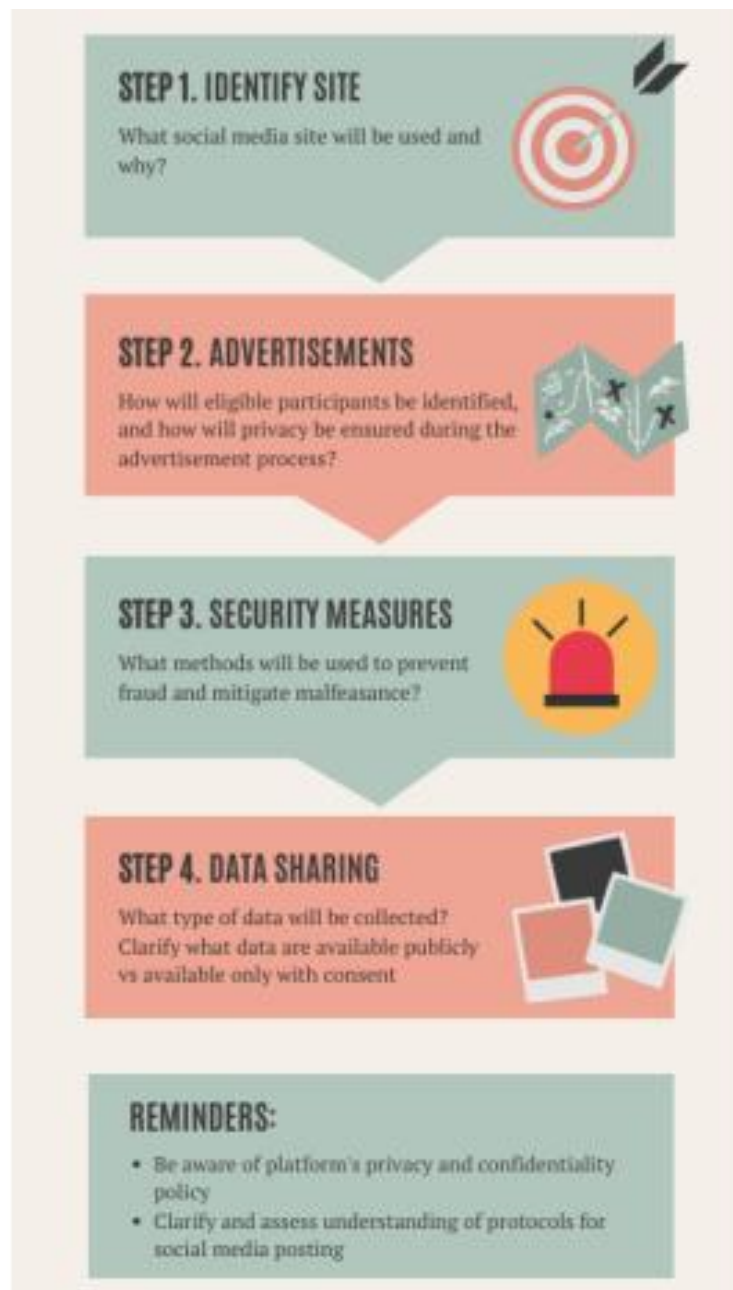 STEP 1. IDENTIFY SITE
What social media site will be used and
why?
STEP 2. ADVERTISEMENTS
How will eligible participants be identified,
and how will privacy be ensured during the
advertisement process?
STEP 3. SECURITY MEASURES
What methods will be used to prevent
fraud and mitigate malfeasance?
STEP 4. DATA SHARING
What type of data will be collected?
Clarify what data are available publicly
vs available only with consent
REMINDERS:
• Be aware of platform's privacy and confidentiality
policy
• Clarify and assess understanding of protocols for
social media posting